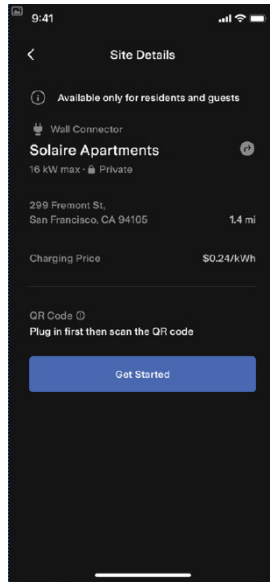 9:41
Site Details
Available only for residents and guests
Wall Connector
Solaire Apartments
16 kW max · Private
299 Fremont St,
San Francisco, CA 94105 1.4 mi
Charging Price $0.24/kWh
QR Code
Plug in first then scan the QR code
Get Started